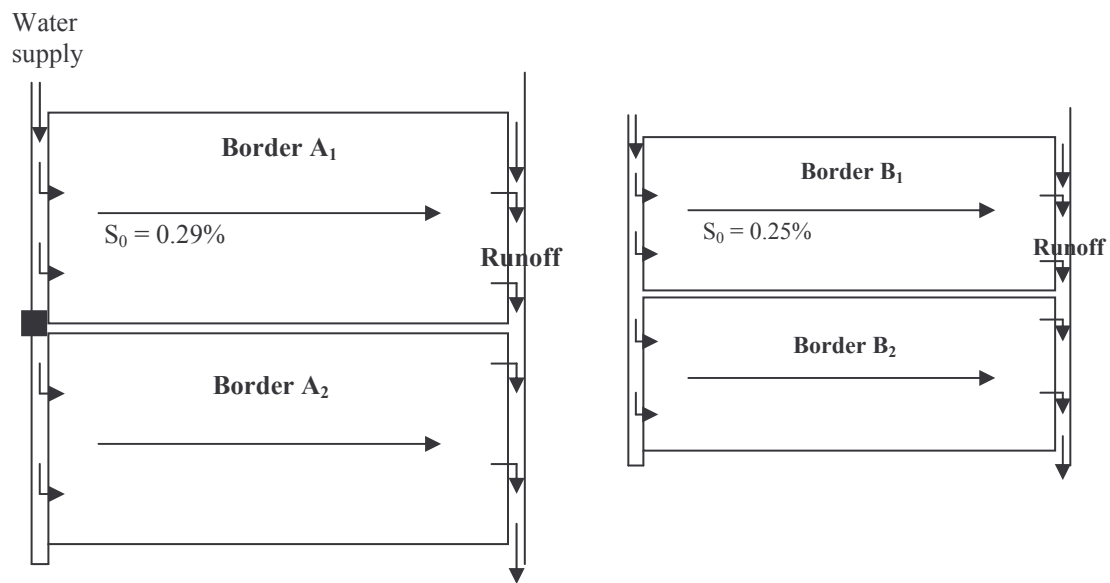 Water
supply
Border A₁
S₀ = 0.29%
Runoff
Border A₂
Border B₁
S₀ = 0.25%
Runoff
Border B₂